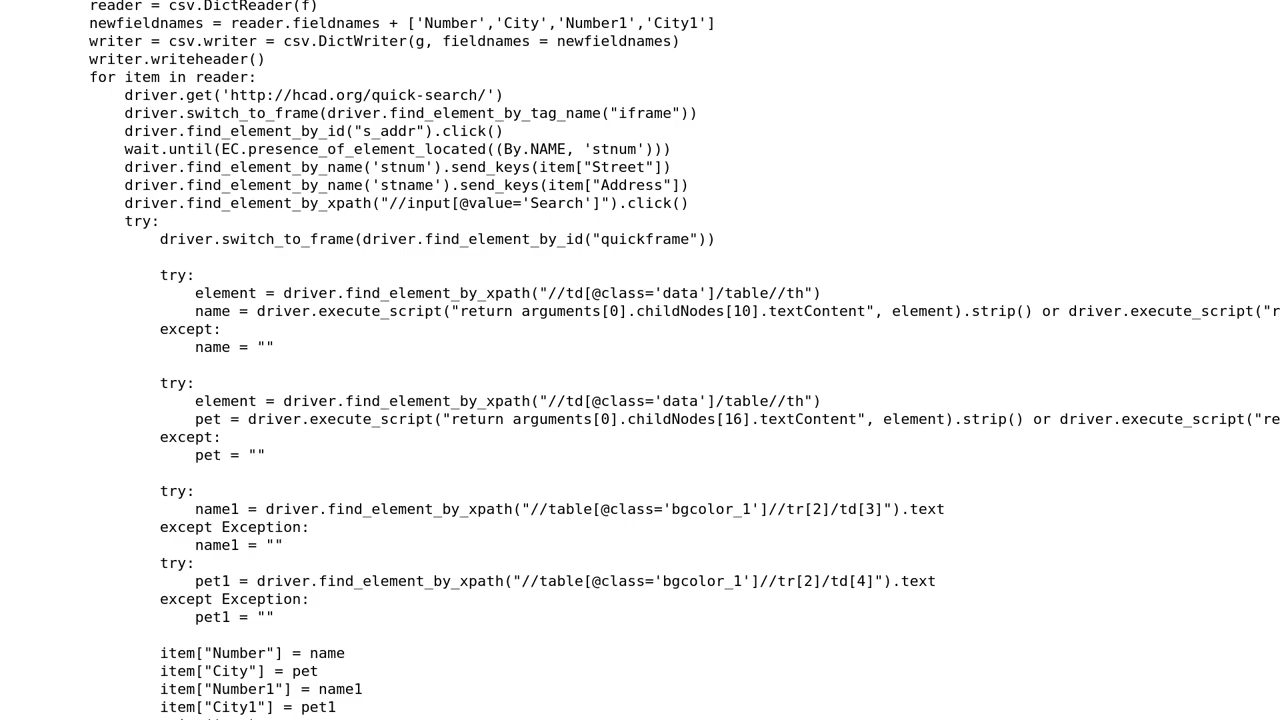 reader = csv.DictReader(f)
newfieldnames = reader.fieldnames + ['Number','City','Number1','City1']
writer = csv.writer = csv.DictWriter(g, fieldnames = newfieldnames)
writer.writeheader()
for item in reader:
driver.get('http://hcad.org/quick-search/')
driver.switch_to_frame(driver.find_element_by_tag_name("iframe"))
driver.find_element_by_id("s_addr").click()
wait.until(EC.presence_of_element_located((By.NAME, 'stnum')))
driver.find_element_by_name('stnum').send_keys(item["Street"])
driver.find_element_by_name('stname').send_keys(item["Address"])
driver.find_element_by_xpath("//input[@value='Search']").click()
try:
driver.switch_to_frame(driver.find_element_by_id("quickframe"))
try:
element = driver.find_element_by_xpath("//td[@class='data']/table//th")
name = driver.execute_script("return arguments[0].childNodes[10].textContent", element).strip() or driver.execute_script("r
except:
name = ""
try:
element = driver.find_element_by_xpath("//td[@class='data']/table//th")
pet = driver.execute_script("return arguments[0].childNodes[16].textContent", element).strip() or driver.execute_script("re
except:
pet = ""
try:
name1 = driver.find_element_by_xpath("//table[@class='bgcolor_1']//tr[2]/td[3]").text
except Exception:
name1 = ""
try:
pet1 = driver.find_element_by_xpath("//table[@class='bgcolor_1']//tr[2]/td[4]").text
except Exception:
pet1 = ""
item["Number"] = name
item["City"] = pet
item["Number1"] = name1
item["City1"] = pet1